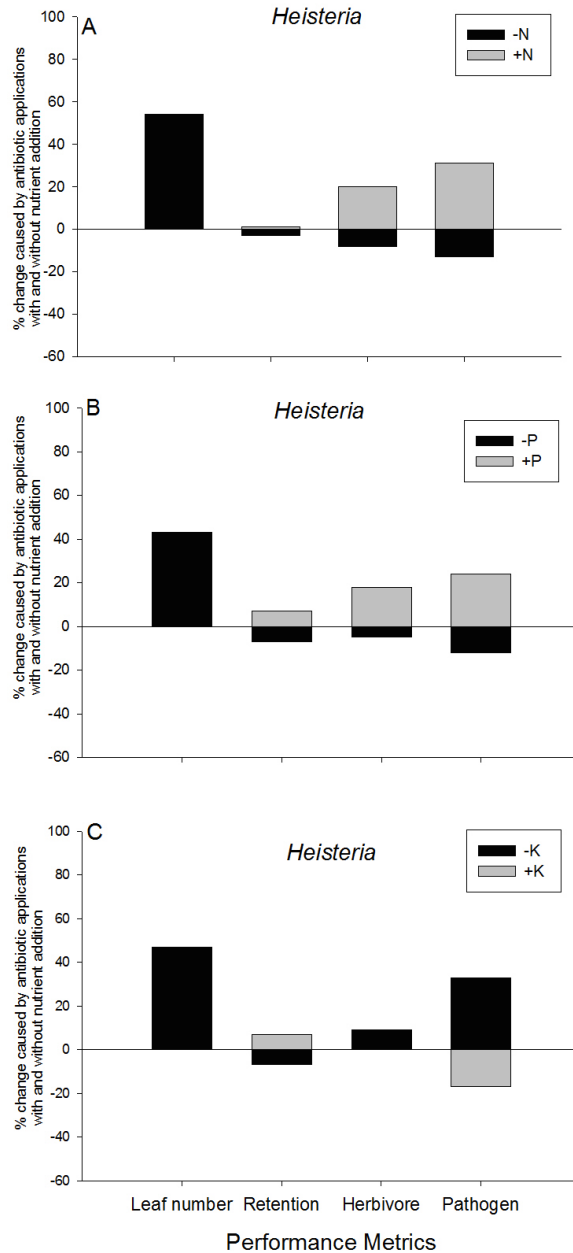 A
Heisteria
-N
+N
% change caused by antibiotic applications
with and without nutrient addition
100
80
60
40
20
0
-20
-40
-60
B
Heisteria
-P
+P
% change caused by antibiotic applications
with and without nutrient addition
100
80
60
40
20
0
-20
-40
-60
C
Heisteria
-K
+K
% change caused by antibiotic applications
with and without nutrient addition
100
80
60
40
20
0
-20
-40
-60
Leaf number Retention Herbivore Pathogen
Performance Metrics